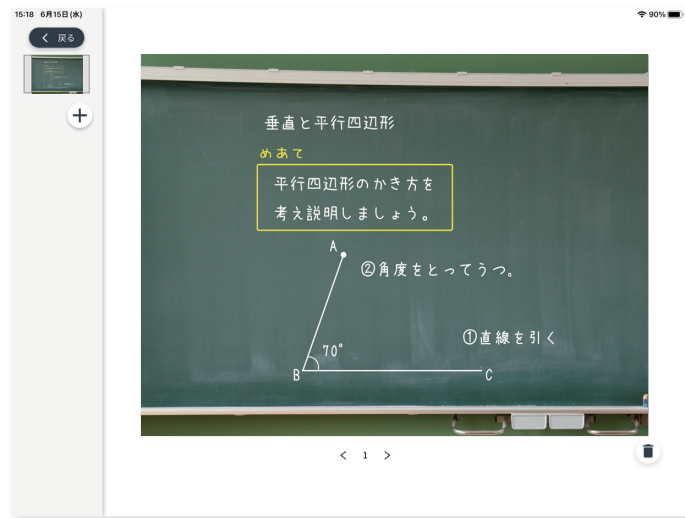 15:18 6月15日(水)
90%
戻る
垂直と平行四辺形
めあて
平行四辺形のかき方を
考え説明しましょう。
A
②角度をとってうつ。
①直線を引く
70°
B
C
1